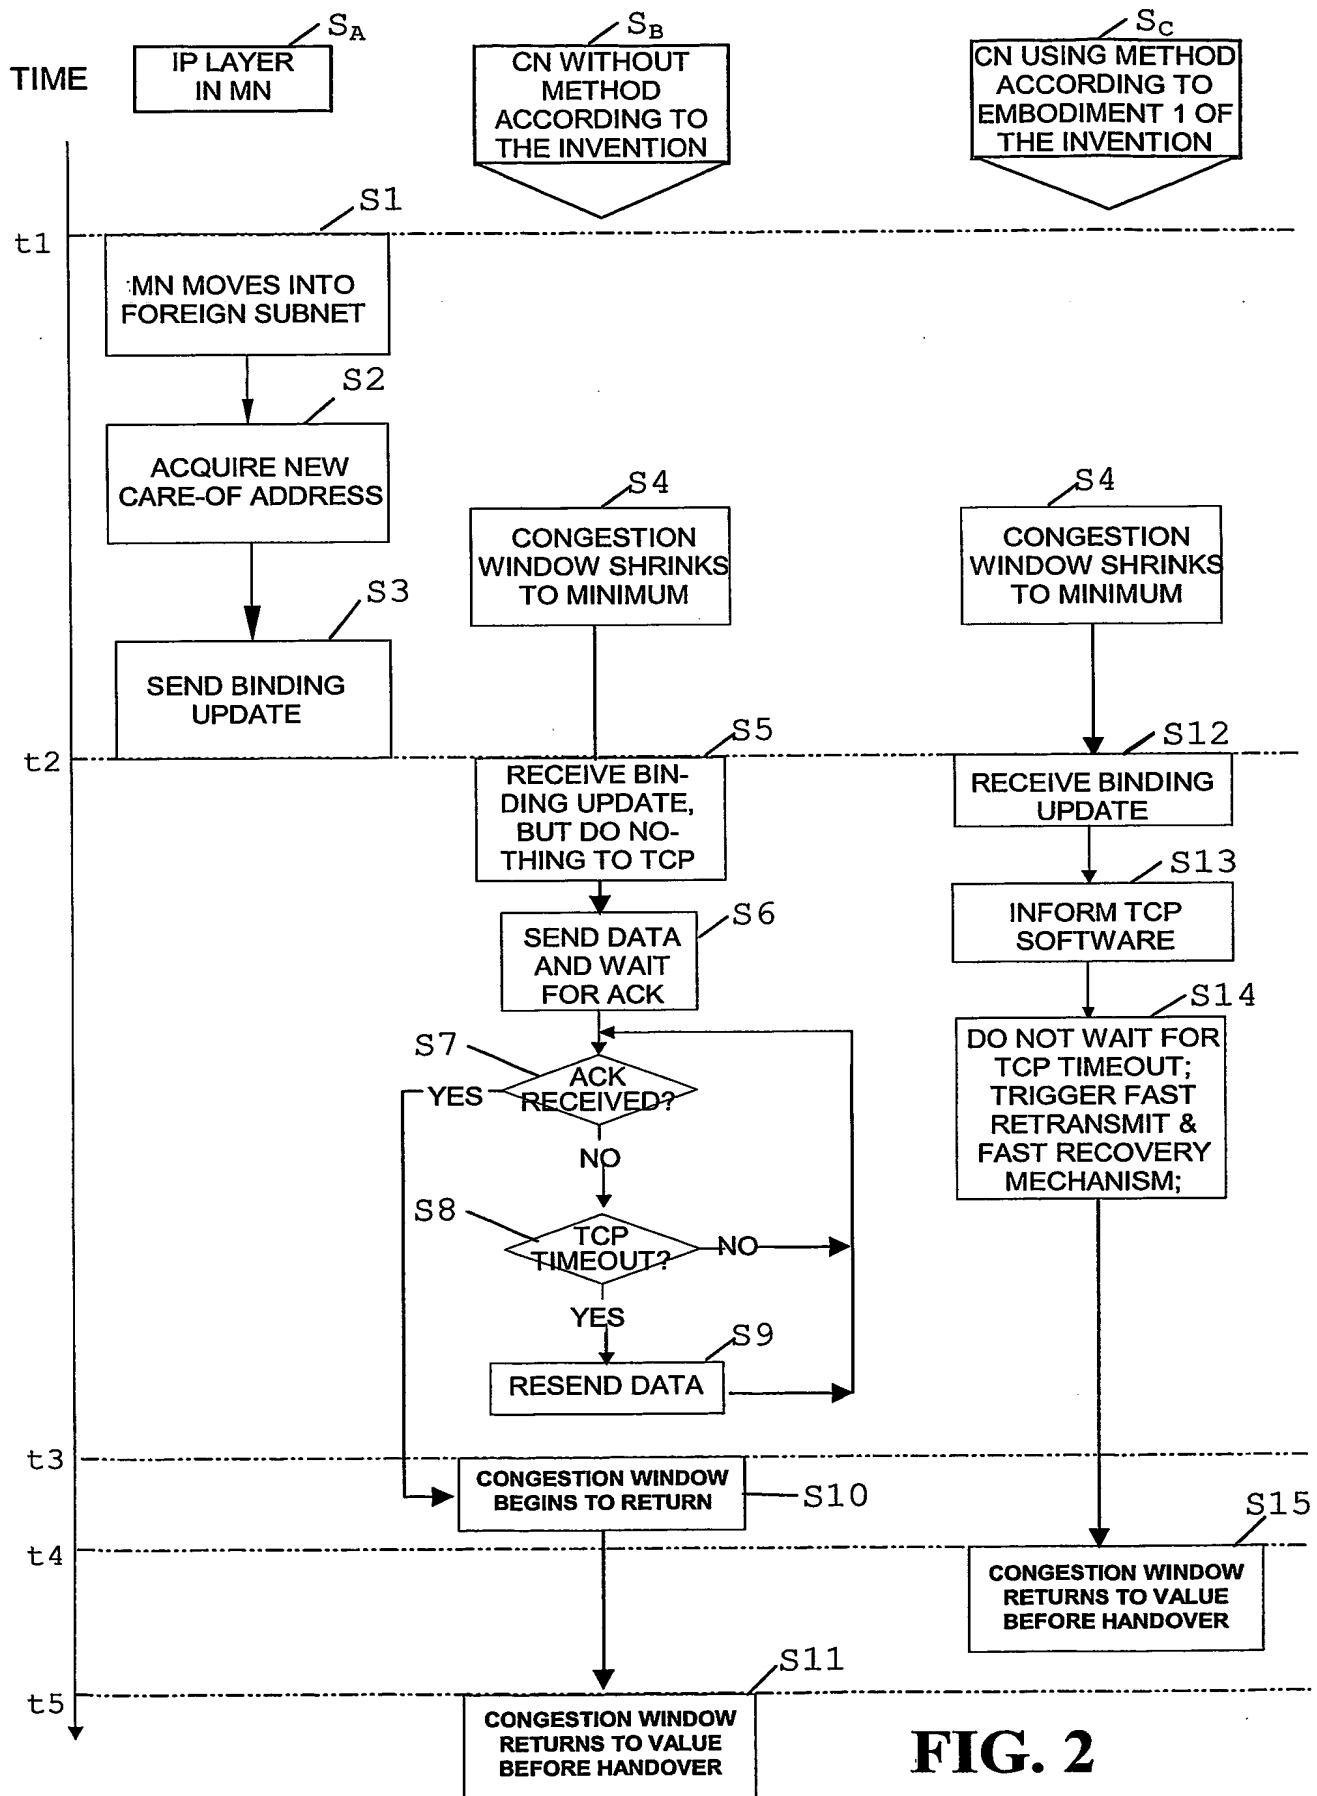 TIME
S_A
IP LAYER
IN MN
S_B
CN WITHOUT
METHOD
ACCORDING TO
THE INVENTION
S_C
CN USING METHOD
ACCORDING TO
EMBODIMENT 1 OF
THE INVENTION
t1
S1
MN MOVES INTO
FOREIGN SUBNET
S2
ACQUIRE NEW
CARE-OF ADDRESS
S3
SEND BINDING
UPDATE
S4
CONGESTION
WINDOW SHRINKS
TO MINIMUM
S4
CONGESTION
WINDOW SHRINKS
TO MINIMUM
t2
S5
RECEIVE BIN-
DING UPDATE,
BUT DO NO-
THING TO TCP
S6
SEND DATA
AND WAIT
FOR ACK
S7
ACK
RECEIVED?
YES
NO
S8
TCP
TIMEOUT?
NO
YES
S9
RESEND DATA
S12
RECEIVE BINDING
UPDATE
S13
INFORM TCP
SOFTWARE
S14
DO NOT WAIT FOR
TCP TIMEOUT;
TRIGGER FAST
RETRANSMIT &
FAST RECOVERY
MECHANISM;
t3
CONGESTION WINDOW
BEGINS TO RETURN
S10
t4
S15
CONGESTION WINDOW
RETURNS TO VALUE
BEFORE HANDOVER
t5
S11
CONGESTION WINDOW
RETURNS TO VALUE
BEFORE HANDOVER
FIG. 2